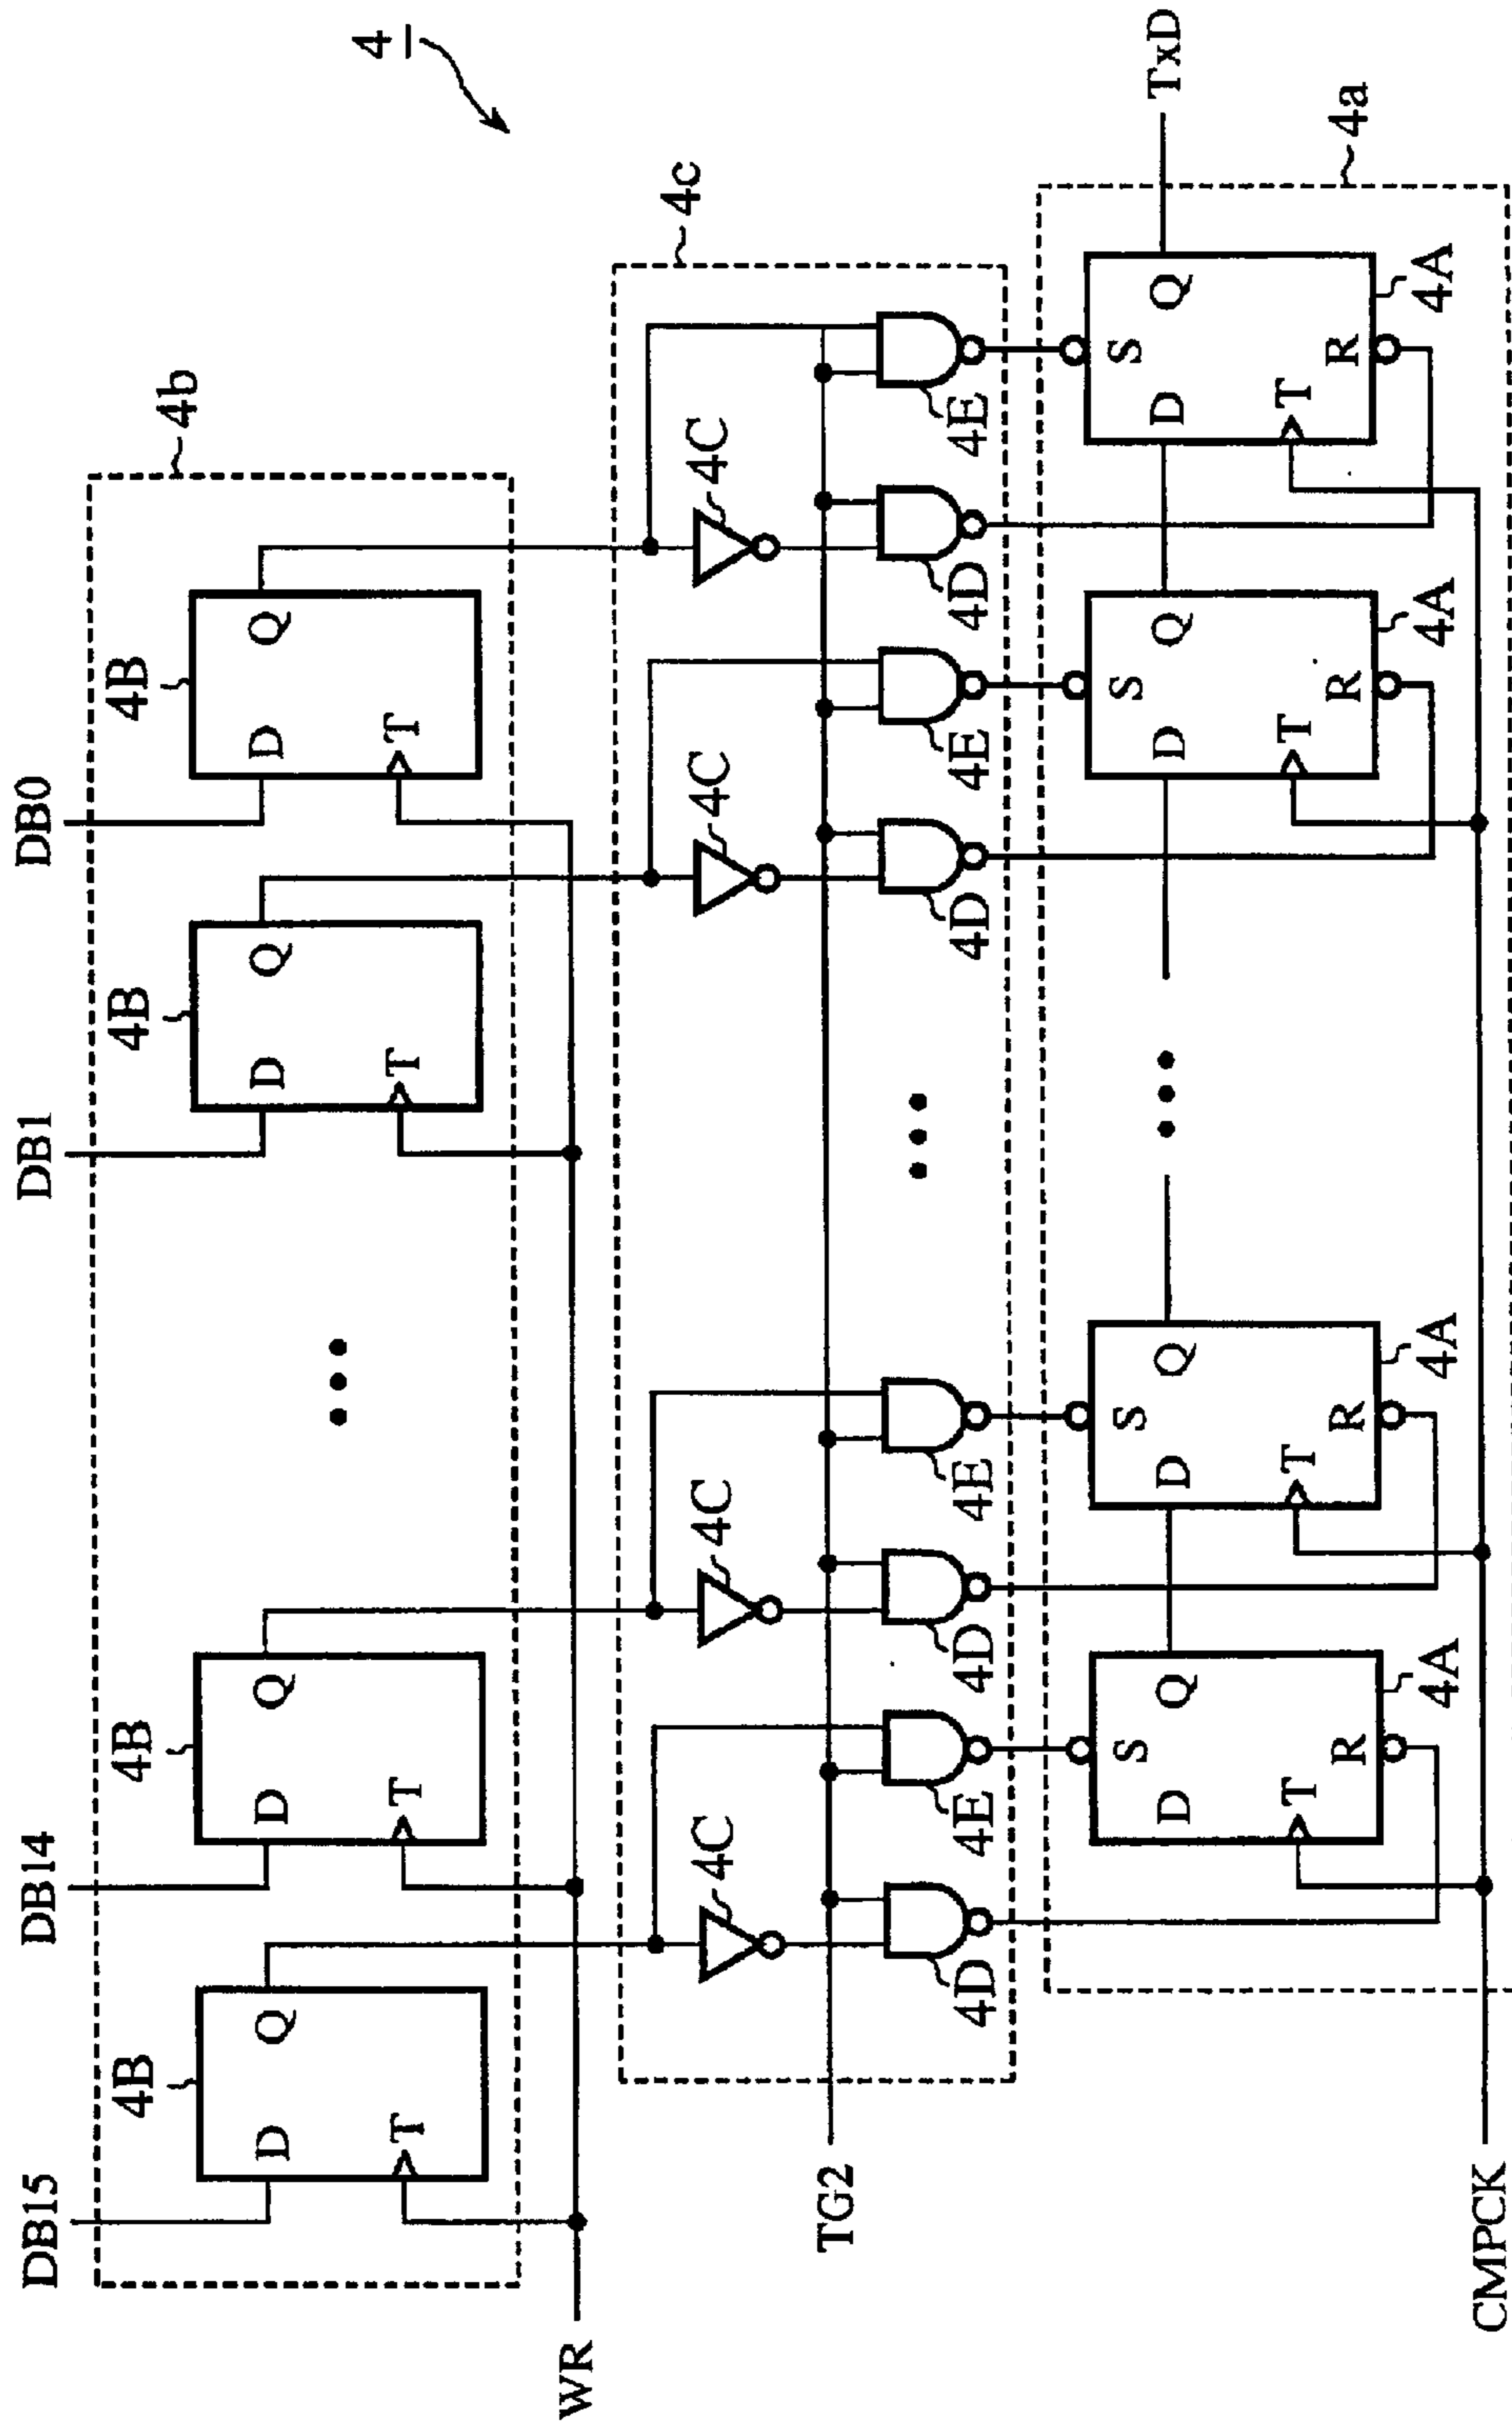 DB15 DB14 DB1 DB0
4B 4B 4B 4B 4b
D Q D Q D Q D Q
4
T T T T
WR
4c
4C 4C 4C 4C
TG2
4D 4E 4D 4E 4D 4E 4D 4E
S S S S
D Q D Q D Q D Q TxD
T T T T
R R R R 4a
4A 4A 4A 4A
CMPCK